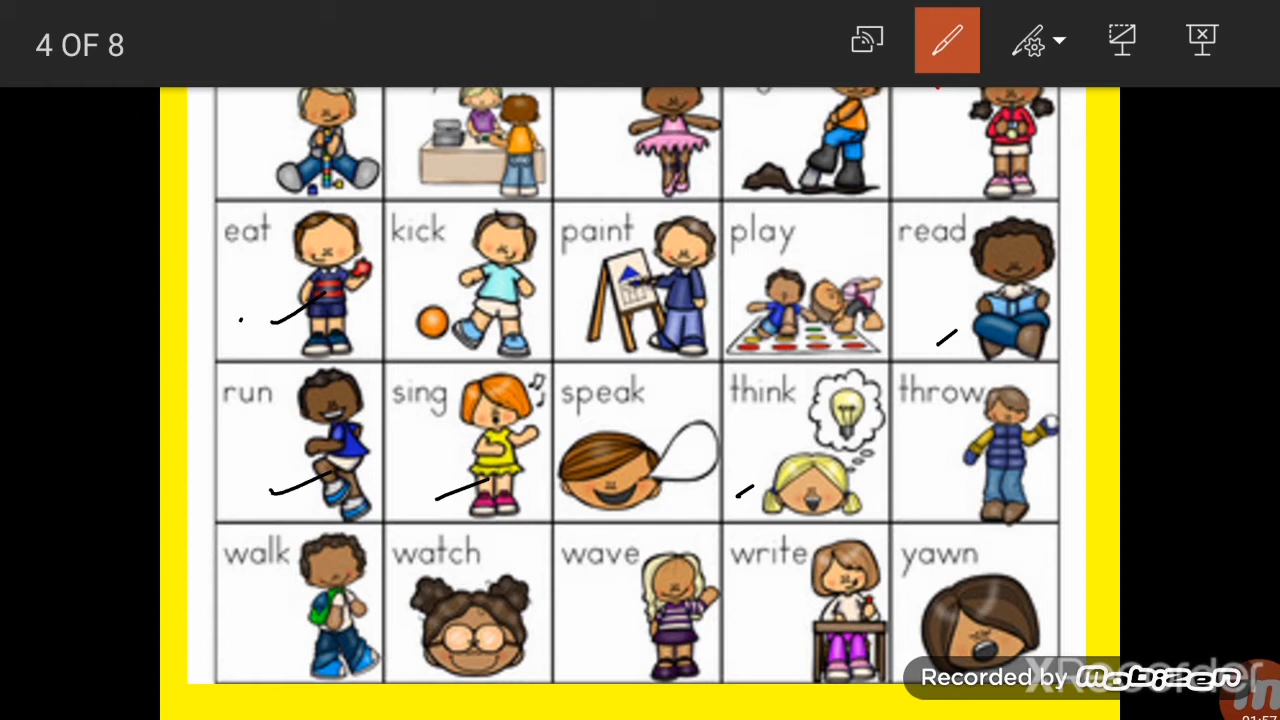 4 OF 8
eat kick paint play read
run sing speak think throw
walk watch wave write yawn
Recorded by
XRecorder